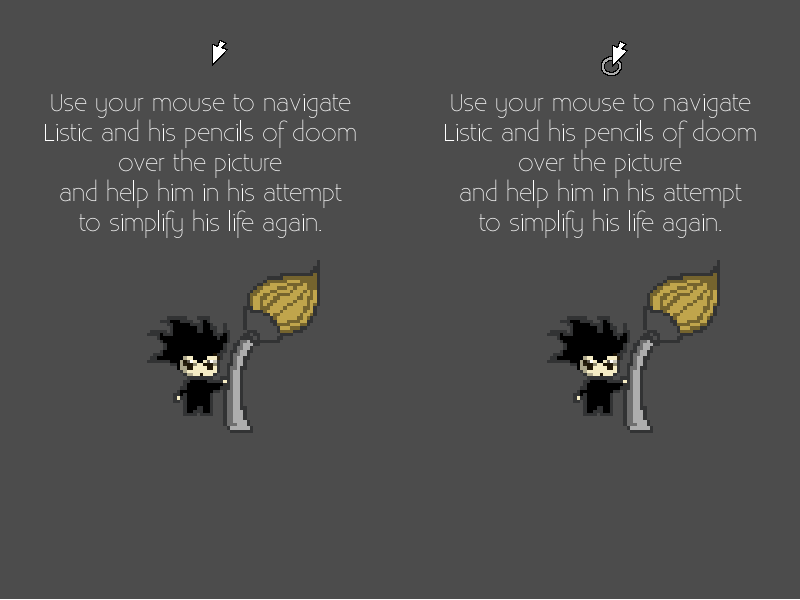 Use your mouse to navigate
Listic and his pencils of doom
over the picture
and help him in his attempt
to simplify his life again.
Use your mouse to navigate
Listic and his pencils of doom
over the picture
and help him in his attempt
to simplify his life again.